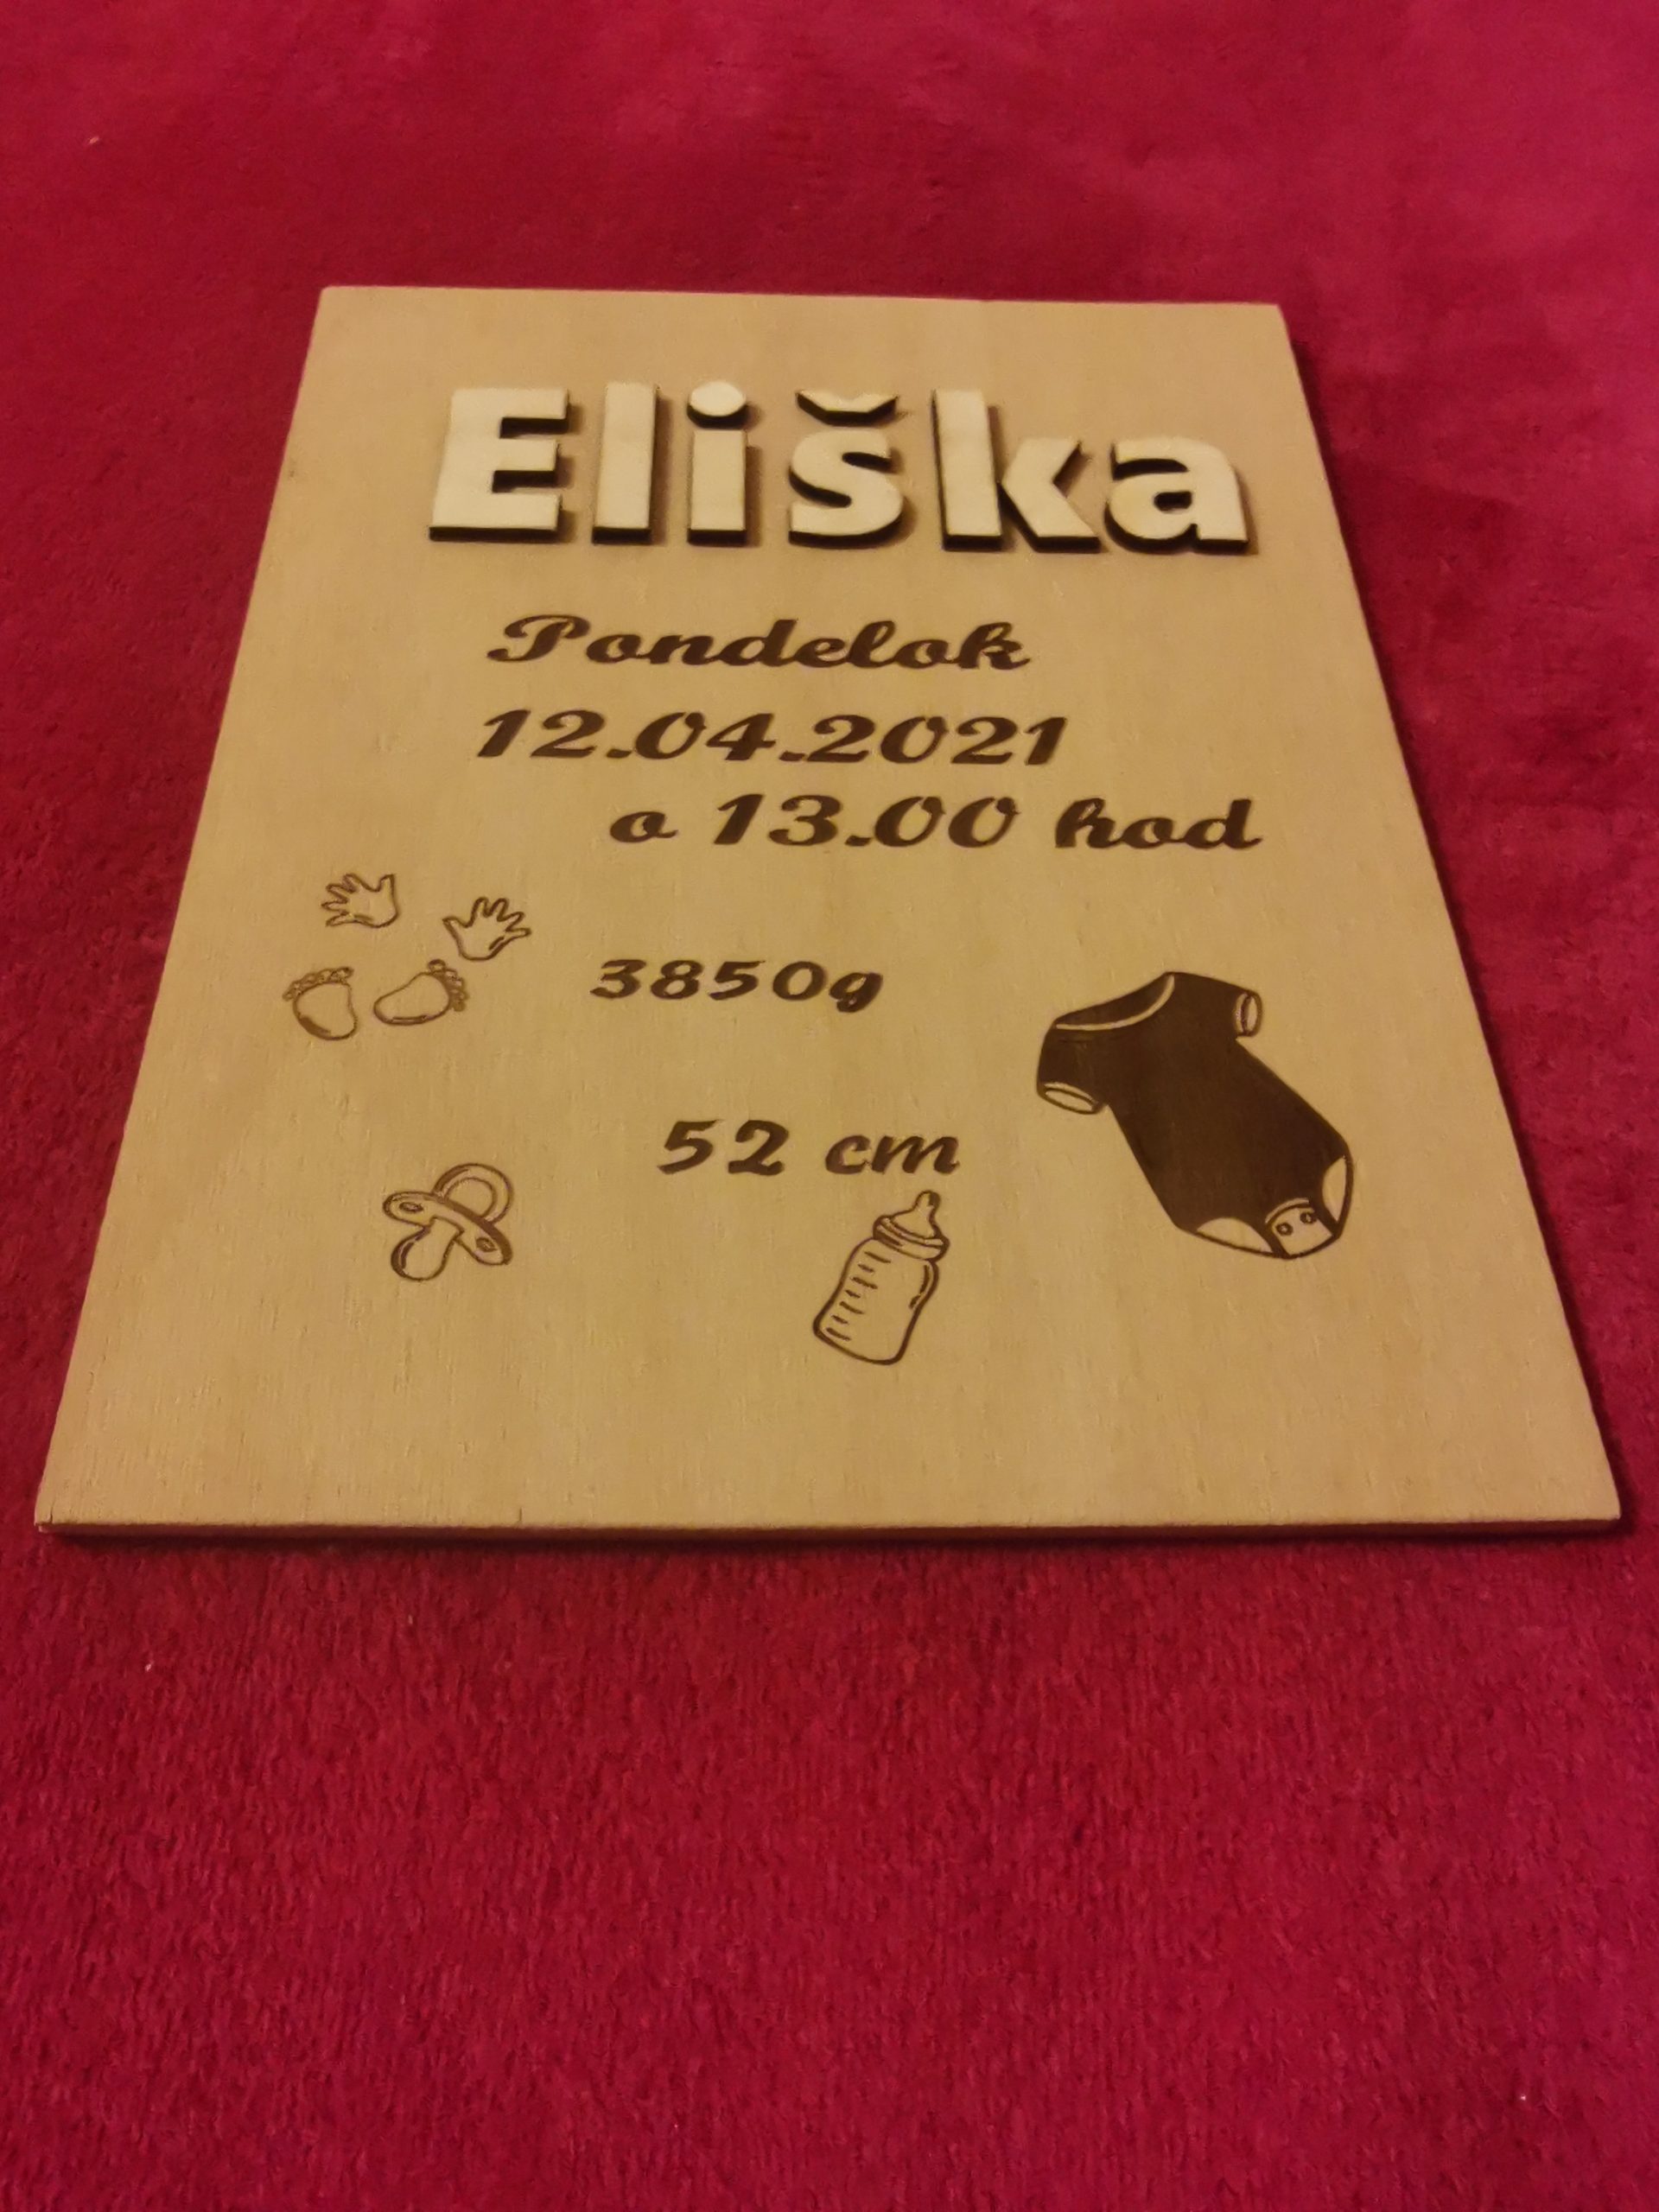 Eliška
Pondelok
12.04.2021
o 13.00 hod
3850g
52 cm